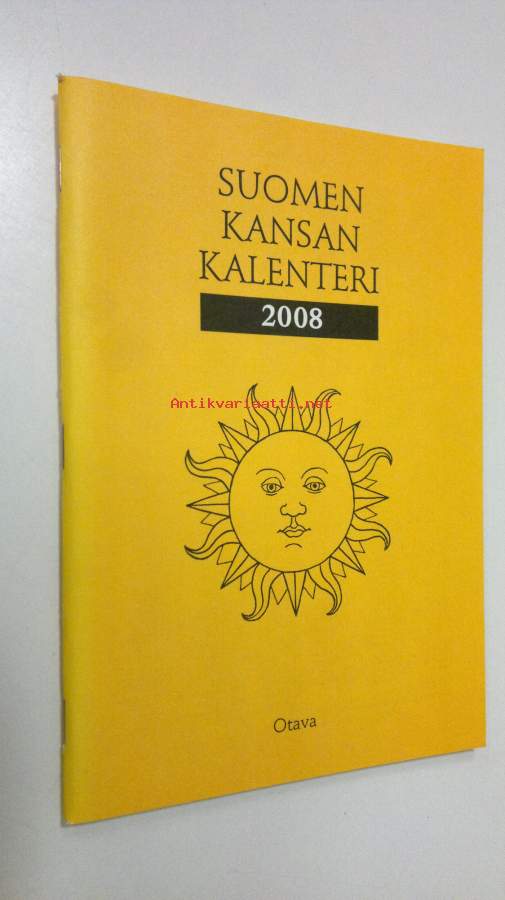 SUOMEN
KANSAN
KALENTERI
2008
Antikvariaatti.net
Otava